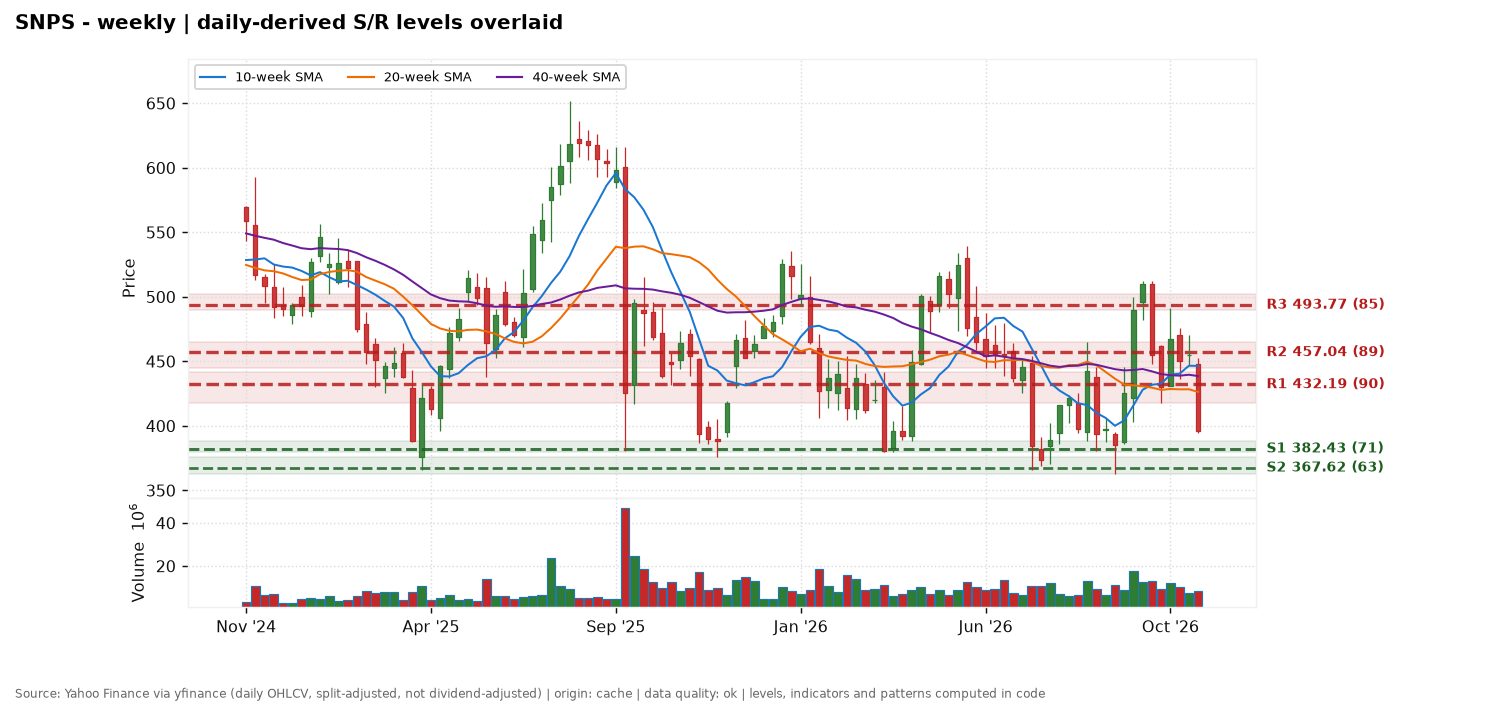 SNPS - weekly | daily-derived S/R levels overlaid
10-week SMA
20-week SMA
40-week SMA
Price
650
600
550
500
450
400
350
R3 493.77 (85)
R2 457.04 (89)
R1 432.19 (90)
S1 382.43 (71)
S2 367.62 (63)
Volume 10⁶
40
20
Nov '24
Apr '25
Sep '25
Jan '26
Jun '26
Oct '26
Source: Yahoo Finance via yfinance (daily OHLCV, split-adjusted, not dividend-adjusted) | origin: cache | data quality: ok | levels, indicators and patterns computed in code